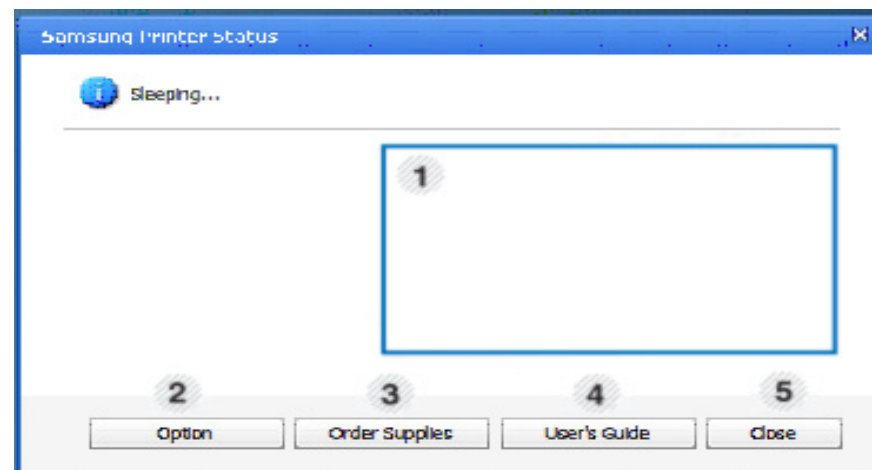 Samsung Printer Status
Sleeping...
1
2 3 4 5
Option Order Supplies User's Guide Close